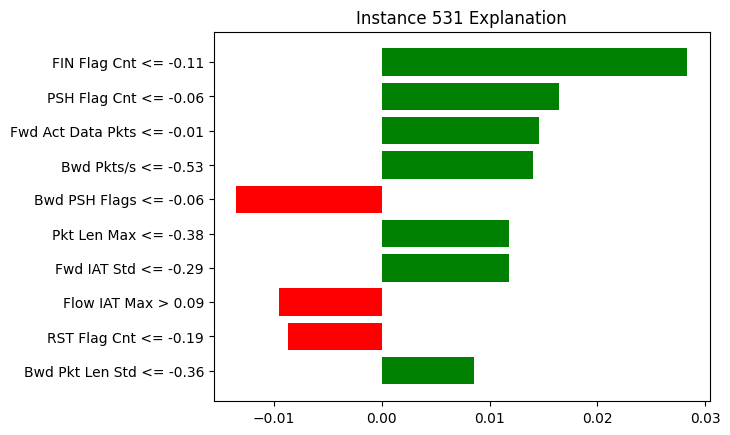 Instance 531 Explanation
FIN Flag Cnt <= -0.11
PSH Flag Cnt <= -0.06
Fwd Act Data Pkts <= -0.01
Bwd Pkts/s <= -0.53
Bwd PSH Flags <= -0.06
Pkt Len Max <= -0.38
Fwd IAT Std <= -0.29
Flow IAT Max > 0.09
RST Flag Cnt <= -0.19
Bwd Pkt Len Std <= -0.36
−0.01 0.00 0.01 0.02 0.03